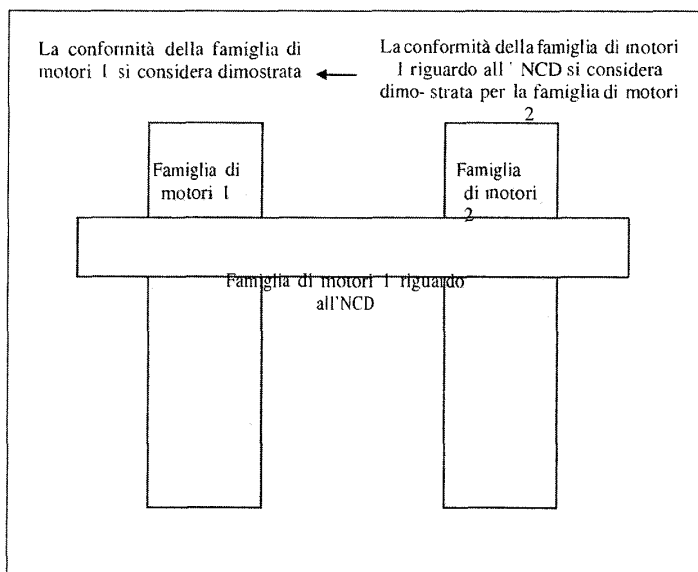 La conformità della famiglia di
motori 1 si considera dimostrata
La conformità della famiglia di motori
1 riguardo all'NCD si considera
dimo- strata per la famiglia di motori
2
Famiglia di
motori 1
Famiglia
di motori
2
Famiglia di motori 1 riguardo
all'NCD